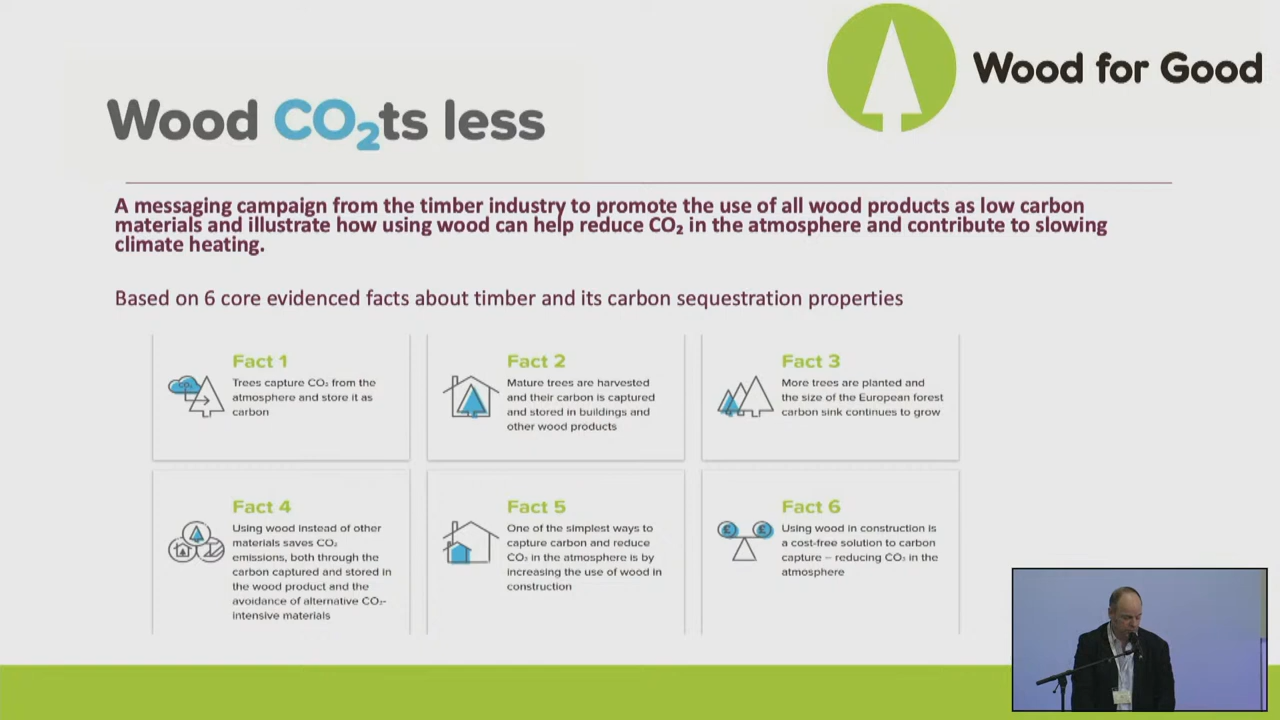 Wood for Good
Wood CO₂ts less
A messaging campaign from the timber industry to promote the use of all wood products as low carbon
materials and illustrate how using wood can help reduce CO₂ in the atmosphere and contribute to slowing
climate heating.
Based on 6 core evidenced facts about timber and its carbon sequestration properties
Fact 1
CO₂
Trees capture CO₂ from the
atmosphere and store it as
carbon
Fact 2
Mature trees are harvested
and their carbon is captured
and stored in buildings and
other wood products
Fact 3
More trees are planted and
the size of the European forest
carbon sink continues to grow
Fact 4
Using wood instead of other
materials saves CO₂
emissions, both through the
carbon captured and stored in
the wood product and the
avoidance of alternative CO₂-
intensive materials
Fact 5
One of the simplest ways to
capture carbon and reduce
CO₂ in the atmosphere is by
increasing the use of wood in
construction
Fact 6
£ £
Using wood in construction is
a cost-free solution to carbon
capture – reducing CO₂ in the
atmosphere